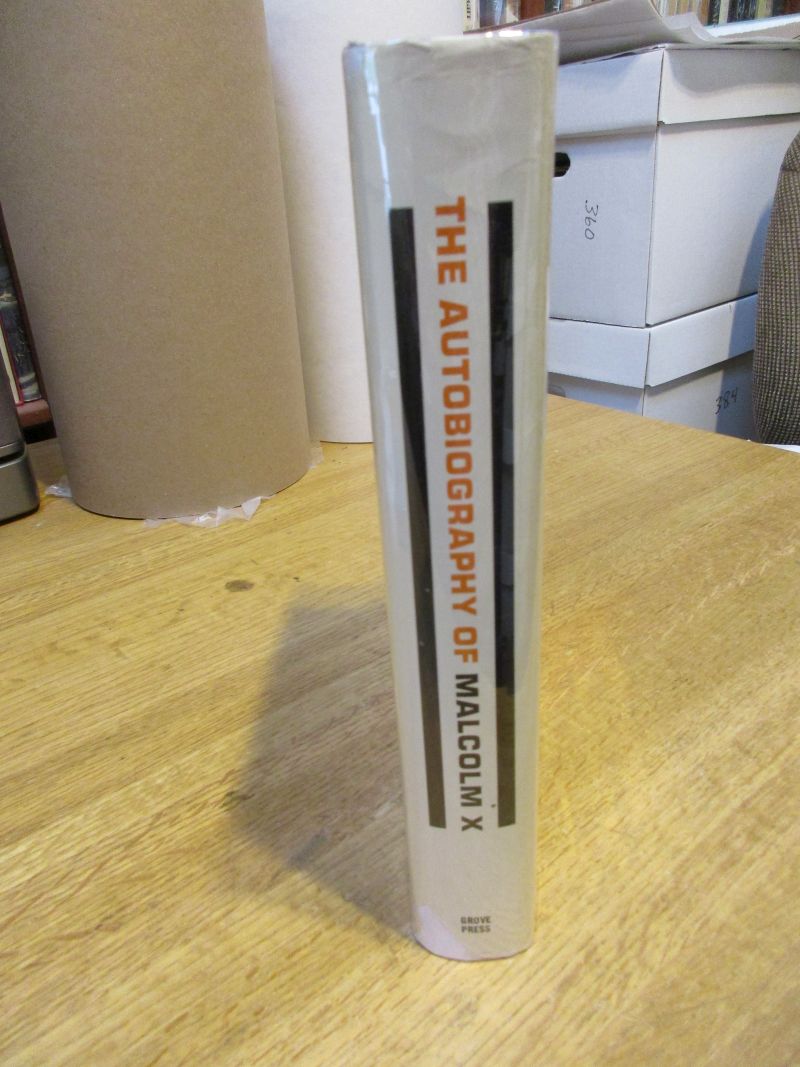 THE AUTOBIOGRAPHY OF MALCOLM X
GROVE
PRESS
360
384